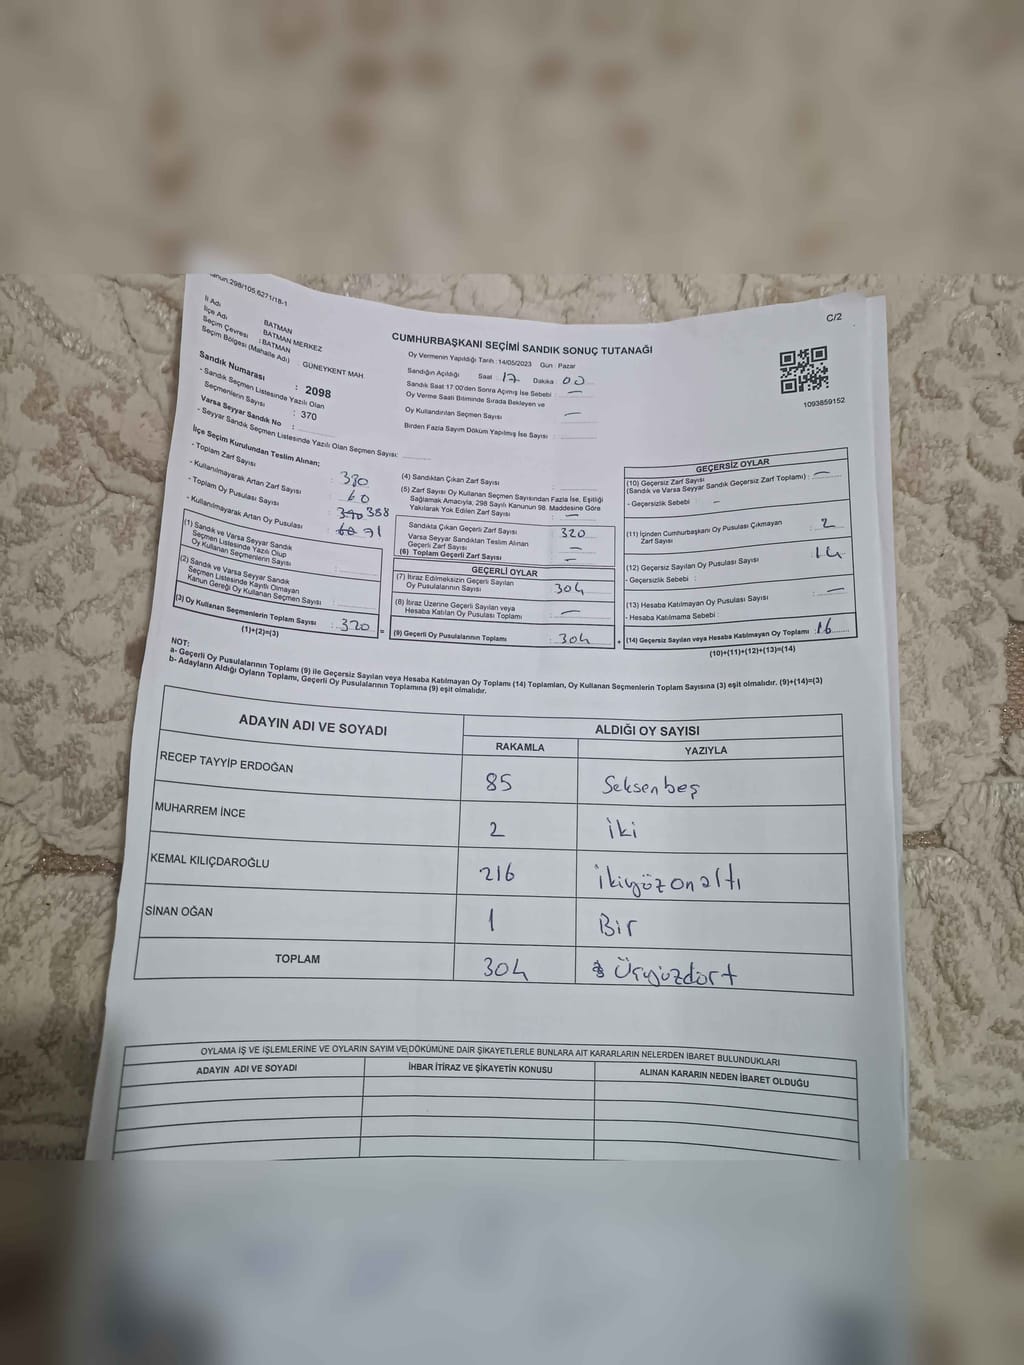 anun:298/105.6271/18-1
C/2
İl Adı : BATMAN
İlçe Adı : BATMAN MERKEZ
Seçim Çevresi : BATMAN
Seçim Bölgesi (Mahalle Adı) : GÜNEYKENT MAH.
CUMHURBAŞKANI SEÇİMİ SANDIK SONUÇ TUTANAĞI
Oy Vermenin Yapıldığı Tarih : 14/05/2023 Gün : Pazar
Sandığın Açıldığı Saat : 17 Dakika : 00
Sandık Saat 17:00'den Sonra Açılmış İse Sebebi : —
Oy Verme Saati Bitiminde Sırada Bekleyen ve
Oy Kullandırılan Seçmen Sayısı : —
Birden Fazla Sayım Döküm Yapılmış İse Sayısı :
1093859152
Sandık Numarası : 2098
- Sandık Seçmen Listesinde Yazılı Olan
Seçmenlerin Sayısı : 370
Varsa Seyyar Sandık No :
- Seyyar Sandık Seçmen Listesinde Yazılı Olan Seçmen Sayısı:
İlçe Seçim Kurulundan Teslim Alınan;
- Toplam Zarf Sayısı : 380
- Kullanılmayarak Artan Zarf Sayısı : 60
- Toplam Oy Pusulası Sayısı : 390 388
- Kullanılmayarak Artan Oy Pusulası : 60 71
(1) Sandık ve Varsa Seyyar Sandık
Seçmen Listesinde Yazılı Olup
Oy Kullanan Seçmenlerin Sayısı :
(2) Sandık ve Varsa Seyyar Sandık
Seçmen Listesinde Kayıtlı Olmayan
Kanun Gereği Oy Kullanan Seçmen Sayısı :
(3) Oy Kullanan Seçmenlerin Toplam Sayısı : 320
(1)+(2)=(3)
(4) Sandıktan Çıkan Zarf Sayısı :
(5) Zarf Sayısı Oy Kullanan Seçmen Sayısından Fazla İse, Eşitliği
Sağlamak Amacıyla, 298 Sayılı Kanunun 98. Maddesine Göre
Yakılarak Yok Edilen Zarf Sayısı : —
Sandıkta Çıkan Geçerli Zarf Sayısı : 320
Varsa Seyyar Sandıktan Teslim Alınan
Geçerli Zarf Sayısı : —
(6) Toplam Geçerli Zarf Sayısı : —
GEÇERLİ OYLAR
(7) İtiraz Edilmeksizin Geçerli Sayılan
Oy Pusulalarının Sayısı : 304
(8) İtiraz Üzerine Geçerli Sayılan veya
Hesaba Katılan Oy Pusulası Toplamı : —
= (9) Geçerli Oy Pusulalarının Toplamı : 304
GEÇERSİZ OYLAR
(10) Geçersiz Zarf Sayısı
(Sandık ve Varsa Seyyar Sandık Geçersiz Zarf Toplamı) : —
- Geçersizlik Sebebi : —
(11) İçinden Cumhurbaşkanı Oy Pusulası Çıkmayan
Zarf Sayısı : 2
(12) Geçersiz Sayılan Oy Pusulası Sayısı : 14
- Geçersizlik Sebebi :
(13) Hesaba Katılmayan Oy Pusulası Sayısı : —
- Hesaba Katılmama Sebebi :
+ (14) Geçersiz Sayılan veya Hesaba Katılmayan Oy Toplamı : 16
(10)+(11)+(12)+(13)=(14)
NOT:
a- Geçerli Oy Pusulalarının Toplamı (9) ile Geçersiz Sayılan veya Hesaba Katılmayan Oy Toplamı (14) Toplamları, Oy Kullanan Seçmenlerin Toplam Sayısına (3) eşit olmalıdır. (9)+(14)=(3)
b- Adayların Aldığı Oyların Toplamı, Geçerli Oy Pusulalarının Toplamına (9) eşit olmalıdır.
ADAYIN ADI VE SOYADI ALDIĞI OY SAYISI
RAKAMLA YAZIYLA
RECEP TAYYİP ERDOĞAN 85 Seksenbeş
MUHARREM İNCE 2 iki
KEMAL KILIÇDAROĞLU 216 ikiyüzonaltı
SİNAN OĞAN 1 Bir
TOPLAM 304 Üçyüzdört
OYLAMA İŞ VE İŞLEMLERİNE VE OYLARIN SAYIM VE DÖKÜMÜNE DAİR ŞİKAYETLERLE BUNLARA AİT KARARLARIN NELERDEN İBARET BULUNDUKLARI
ADAYIN ADI VE SOYADI İHBAR İTİRAZ VE ŞİKAYETİN KONUSU ALINAN KARARIN NEDEN İBARET OLDUĞU